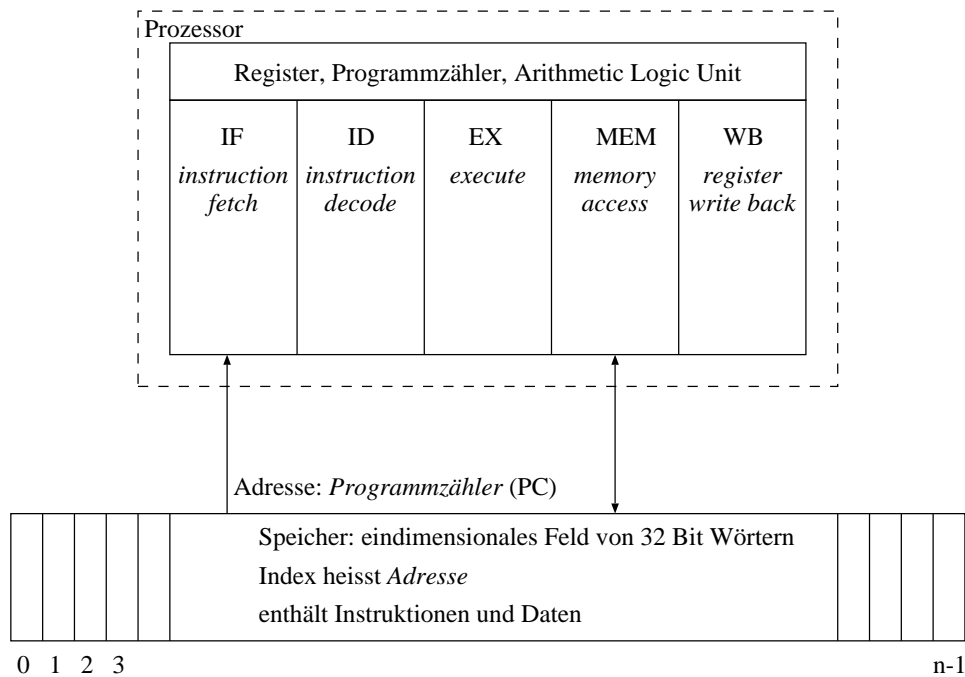 Prozessor
Register, Programmzähler, Arithmetic Logic Unit
IF
instruction
fetch
ID
instruction
decode
EX
execute
MEM
memory
access
WB
register
write back
Adresse: Programmzähler (PC)
Speicher: eindimensionales Feld von 32 Bit Wörtern
Index heisst Adresse
enthält Instruktionen und Daten
0 1 2 3 n-1